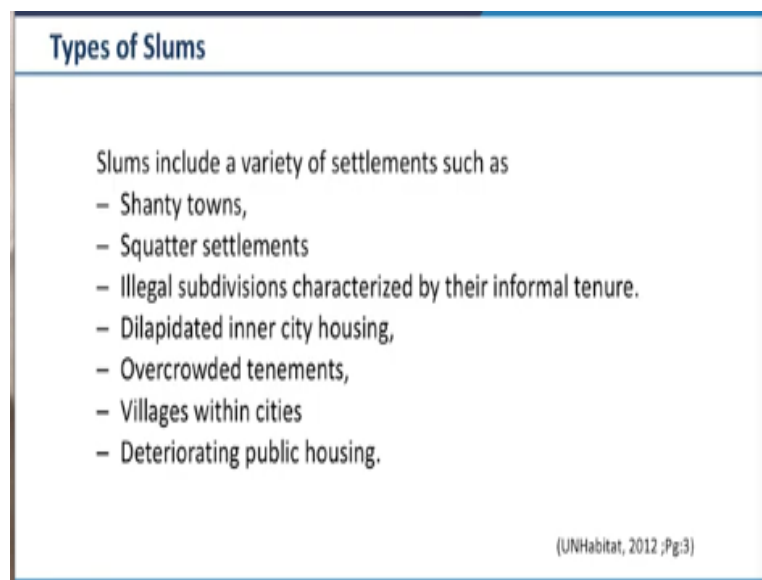 Types of Slums
Slums include a variety of settlements such as
– Shanty towns,
– Squatter settlements
– Illegal subdivisions characterized by their informal tenure.
– Dilapidated inner city housing,
– Overcrowded tenements,
– Villages within cities
– Deteriorating public housing.
(UNHabitat, 2012 ;Pg:3)